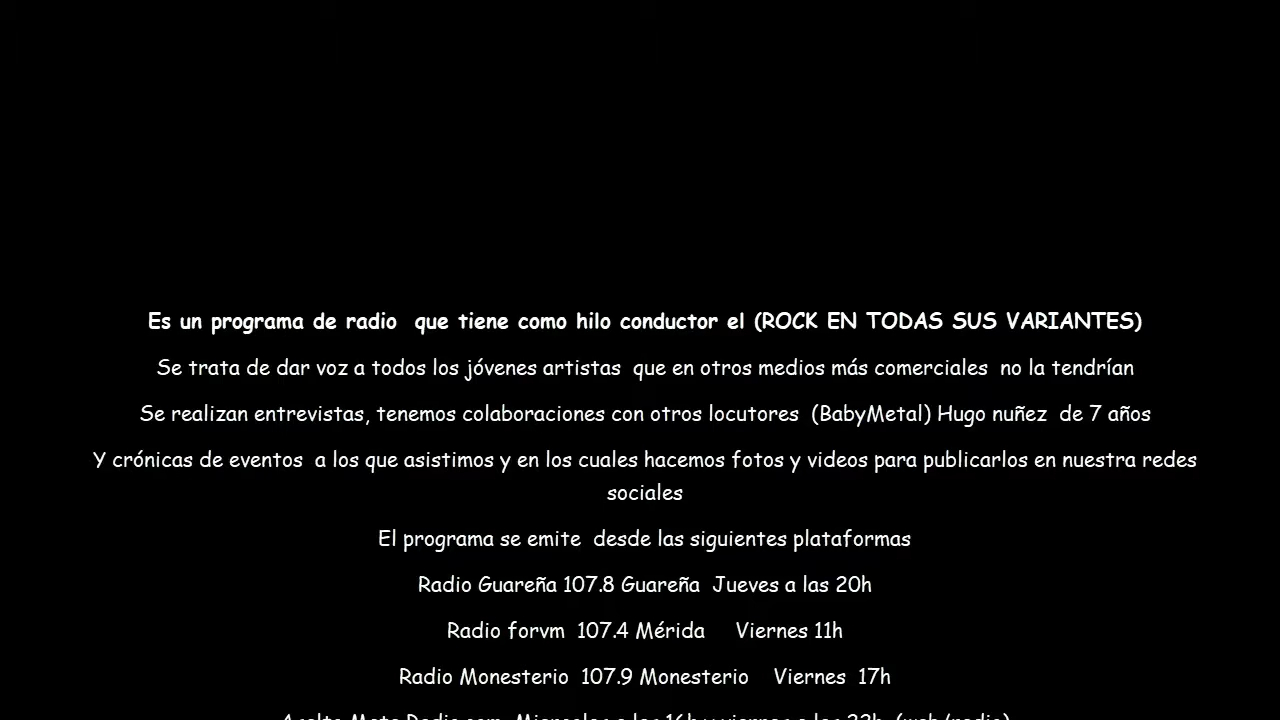 Es un programa de radio que tiene como hilo conductor el (ROCK EN TODAS SUS VARIANTES)
Se trata de dar voz a todos los jóvenes artistas que en otros medios más comerciales no la tendrían
Se realizan entrevistas, tenemos colaboraciones con otros locutores (BabyMetal) Hugo nuñez de 7 años
Y crónicas de eventos a los que asistimos y en los cuales hacemos fotos y videos para publicarlos en nuestra redes
sociales
El programa se emite desde las siguientes plataformas
Radio Guareña 107.8 Guareña Jueves a las 20h
Radio forvm 107.4 Mérida Viernes 11h
Radio Monesterio 107.9 Monesterio Viernes 17h